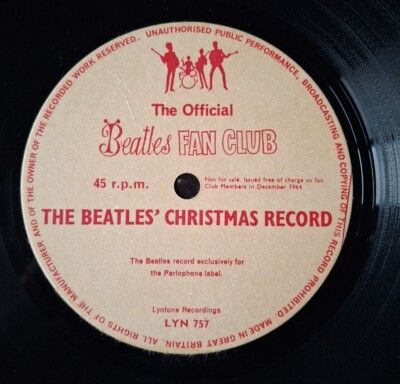 ALL RIGHTS OF THE MANUFACTURER AND OF THE OWNER OF THE RECORDED WORK RESERVED. UNAUTHORISED PUBLIC PERFORMANCE, BROADCASTING AND COPYING OF THIS RECORD PROHIBITED. MADE IN GREAT BRITAIN.
The Official
Beatles FAN CLUB
45 r.p.m.
Not for sale. Issued free of charge to fan
Club Members in December 1964
THE BEATLES' CHRISTMAS RECORD
The Beatles record exclusively for
the Parlophone label.
Lyntone Recordings
LYN 757